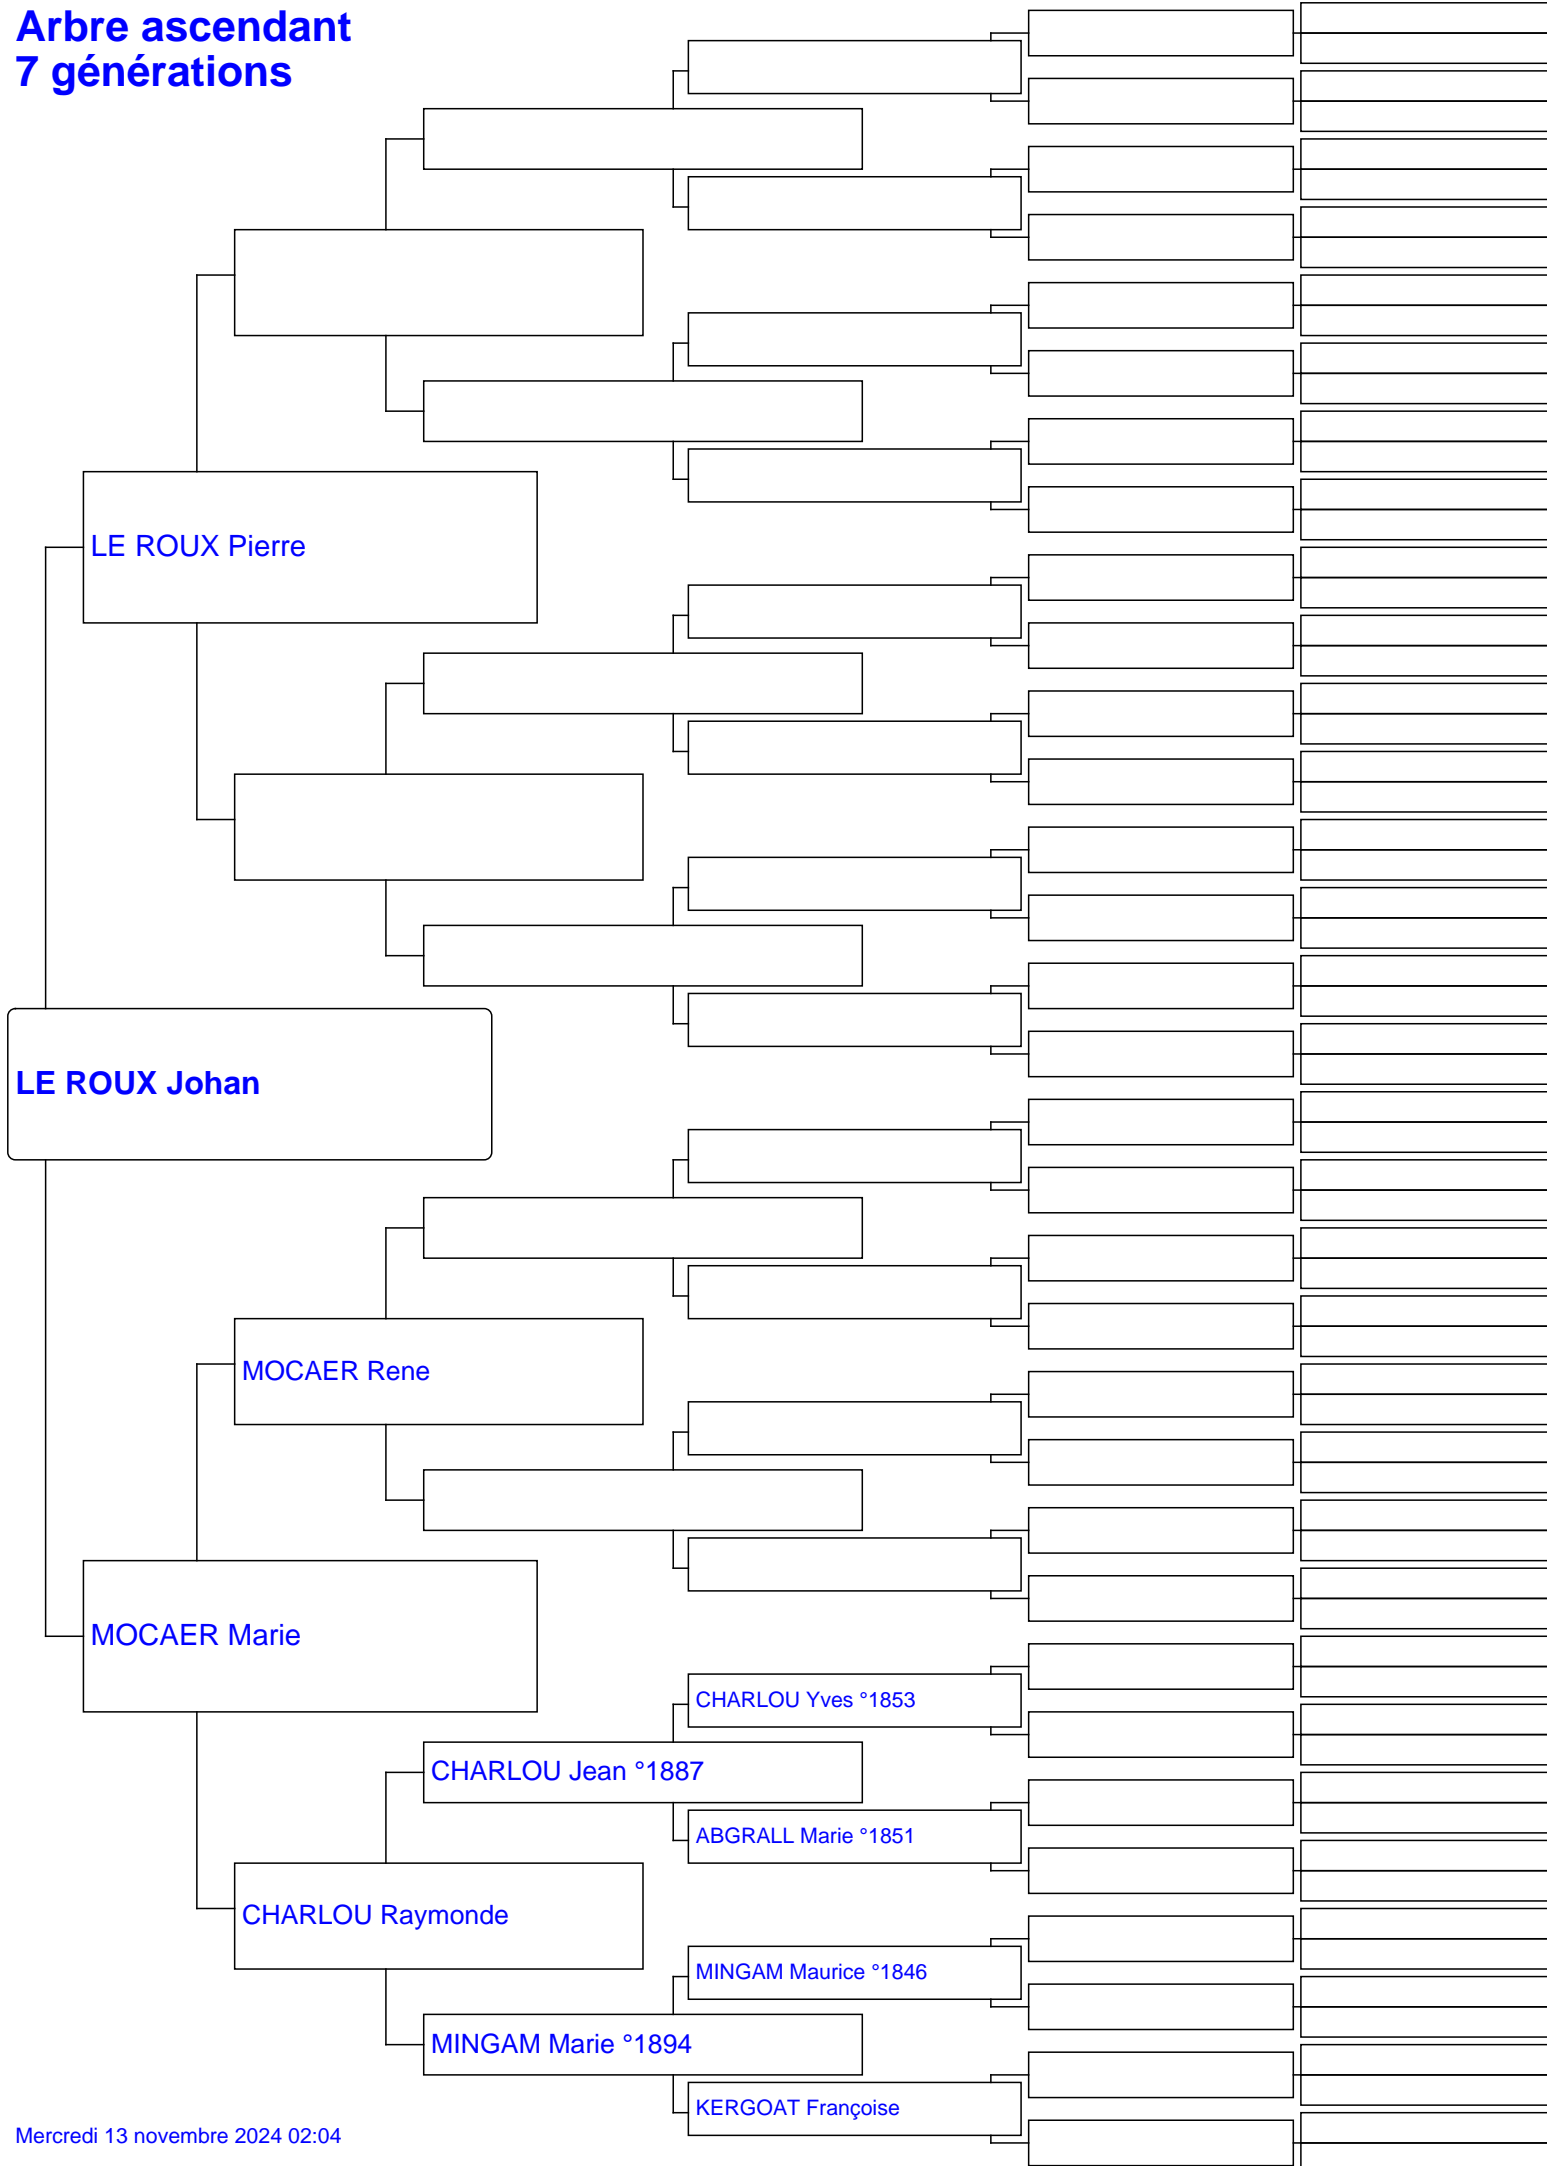 Arbre ascendant
7 générations
LE ROUX Pierre
LE ROUX Johan
MOCAER Rene
MOCAER Marie
CHARLOU Yves °1853
CHARLOU Jean °1887
ABGRALL Marie °1851
CHARLOU Raymonde
MINGAM Maurice °1846
MINGAM Marie °1894
KERGOAT Françoise
Mercredi 13 novembre 2024 02:04